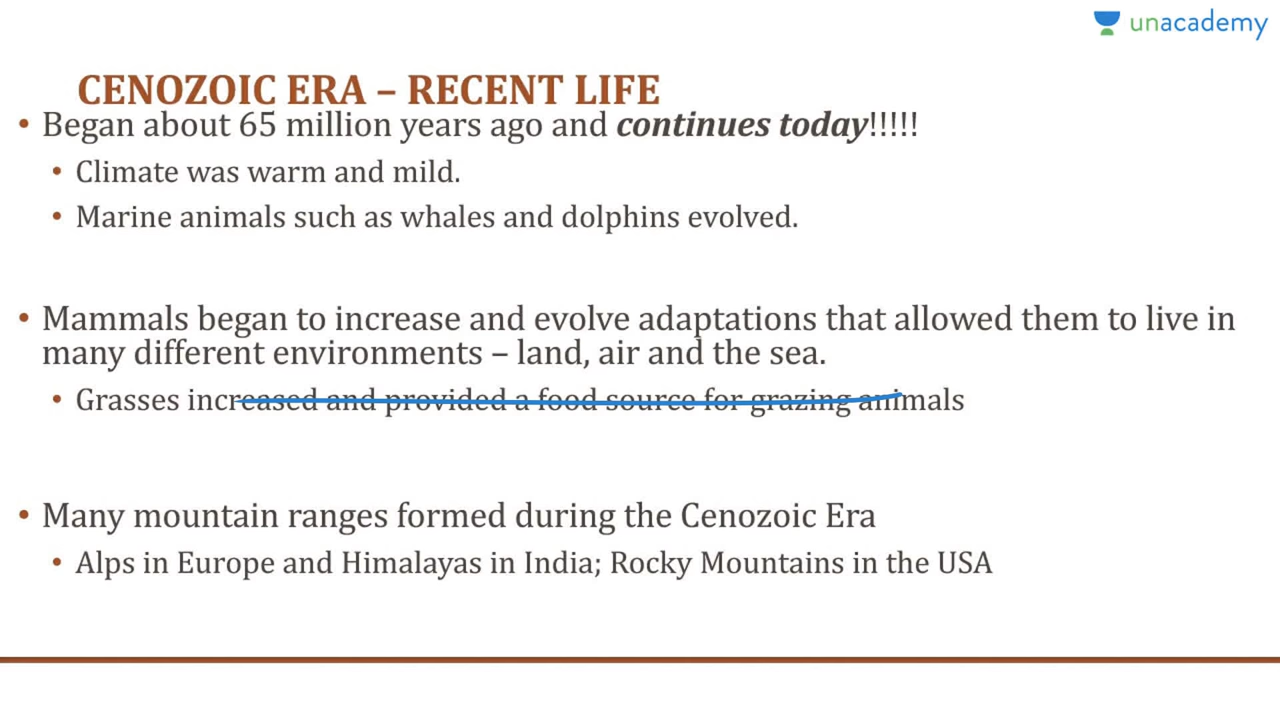 unacademy
CENOZOIC ERA – RECENT LIFE
• Began about 65 million years ago and continues today!!!!!
• Climate was warm and mild.
• Marine animals such as whales and dolphins evolved.
• Mammals began to increase and evolve adaptations that allowed them to live in
many different environments – land, air and the sea.
• Grasses increased and provided a food source for grazing animals
• Many mountain ranges formed during the Cenozoic Era
• Alps in Europe and Himalayas in India; Rocky Mountains in the USA